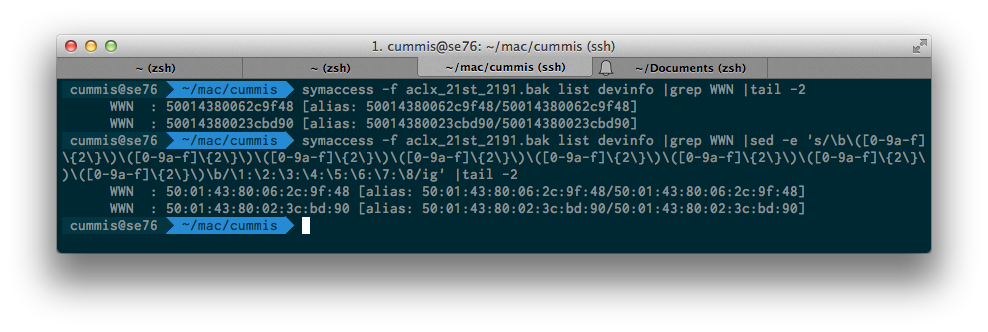 1. cummis@se76: ~/mac/cummis (ssh)
~ (zsh) ~ (zsh) ~/mac/cummis (ssh) ~/Documents (zsh)
cummis@se76 ~/mac/cummis symaccess -f aclx_21st_2191.bak list devinfo |grep WWN |tail -2
WWN : 50014380062c9f48 [alias: 50014380062c9f48/50014380062c9f48]
WWN : 50014380023cbd90 [alias: 50014380023cbd90/50014380023cbd90]
cummis@se76 ~/mac/cummis symaccess -f aclx_21st_2191.bak list devinfo |grep WWN |sed -e 's/\b\([0-9a-f]
\{2\}\)\([0-9a-f]\{2\}\)\([0-9a-f]\{2\}\)\([0-9a-f]\{2\}\)\([0-9a-f]\{2\}\)\([0-9a-f]\{2\}\)\([0-9a-f]\{2\}\
)\([0-9a-f]\{2\}\)\b/\1:\2:\3:\4:\5:\6:\7:\8/ig' |tail -2
WWN : 50:01:43:80:06:2c:9f:48 [alias: 50:01:43:80:06:2c:9f:48/50:01:43:80:06:2c:9f:48]
WWN : 50:01:43:80:02:3c:bd:90 [alias: 50:01:43:80:02:3c:bd:90/50:01:43:80:02:3c:bd:90]
cummis@se76 ~/mac/cummis